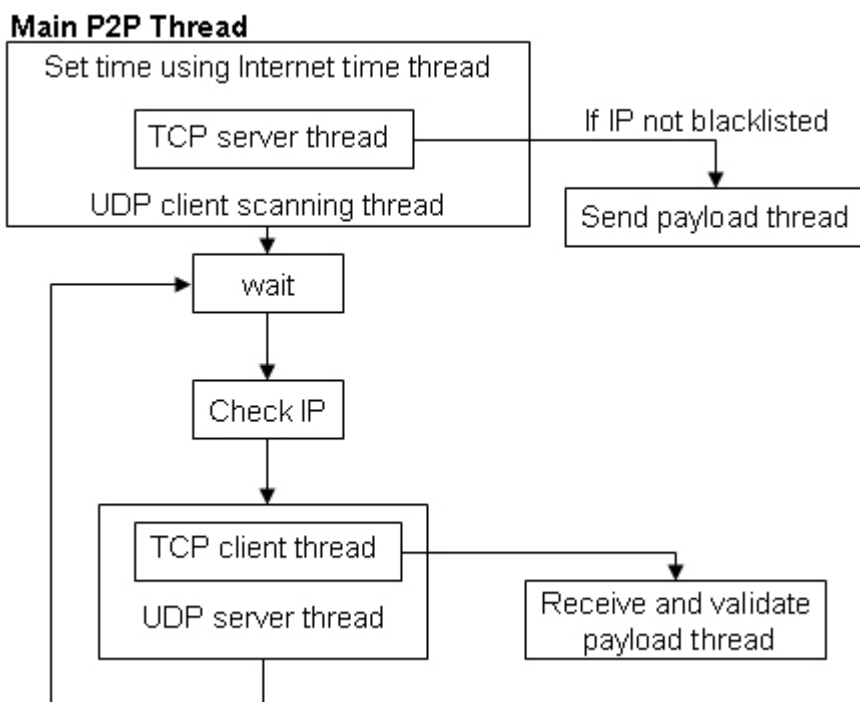 Main P2P Thread
Set time using Internet time thread
TCP server thread
If IP not blacklisted
UDP client scanning thread
Send payload thread
wait
Check IP
TCP client thread
UDP server thread
Receive and validate
payload thread